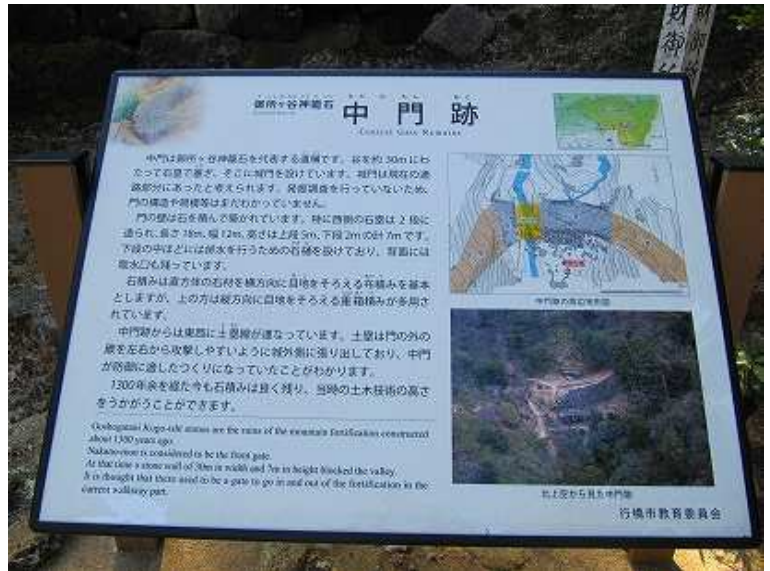 御所ヶ谷神籠石
中門跡
中門は御所ヶ谷神籠石を代表する遺構です。谷を約30mにわ
たって石塁で塞ぎ、そこに城門を設けています。城門は現在の通
路部分にあったと考えられます。発掘調査を行っていないため、
門の構造や規模等はまだわかっていません。
門の壁は石を積んで築かれています。特に西側の石塁は2段に
造られ、長さ18m、幅12m、高さは上段5m、下段2mの計7mです。
下段の中ほどには排水を行うための石樋を設けており、背面には
取水口も残っています。
石積みは直方体の石材を横方向に目地をそろえる布積みを基本
としますが、上の方は縦方向に目地をそろえる重箱積みが多用さ
れています。
中門跡からは東西に土塁線が連なっています。土塁は門の外の
敵を左右から攻撃しやすいように城外側に張り出しており、中門
が防御に適したつくりになっていたことがわかります。
1300年余を経た今も石積みは良く残り、当時の土木技術の高さ
をうかがうことができます。
Goshogatani Kogo-ishi stones are the ruins of the mountain fortification constructed
about 1300 years ago.
Nakano-mon is considered to be the front gate.
At that time a stone wall of 30m in width and 7m in height blocked the valley.
It is thought that there used to be a gate to go in and out of the fortification in the
current walkway part.
中門跡の周辺地形図
北上空から見た中門跡
行橋市教育委員会
財御
財御